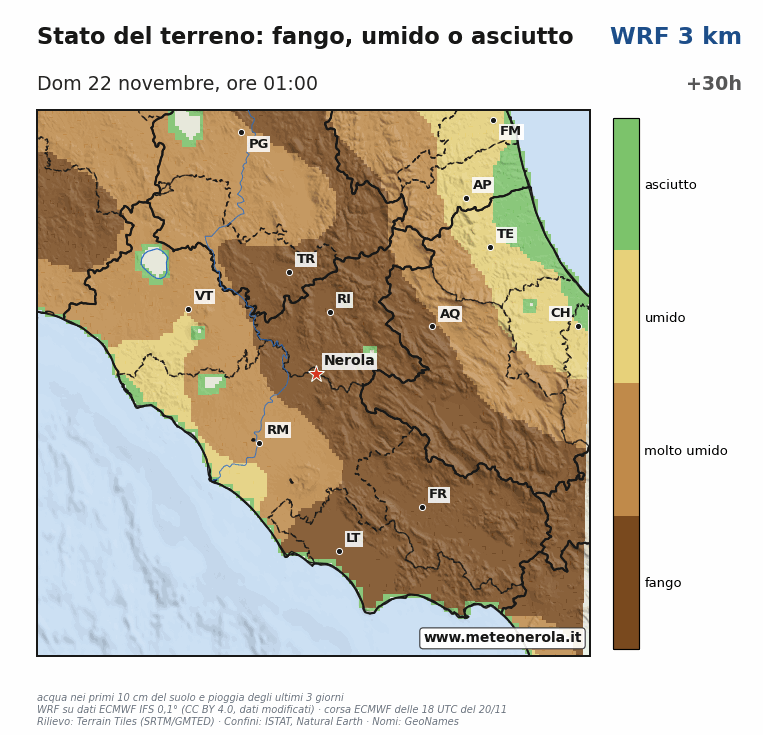 Stato del terreno: fango, umido o asciutto
WRF 3 km
Dom 22 novembre, ore 01:00
+30h
FM
PG
AP
TE
TR
VT
RI
AQ
CH
Nerola
RM
FR
LT
www.meteonerola.it
asciutto
umido
molto umido
fango
acqua nei primi 10 cm del suolo e pioggia degli ultimi 3 giorni
WRF su dati ECMWF IFS 0,1° (CC BY 4.0, dati modificati) · corsa ECMWF delle 18 UTC del 20/11
Rilievo: Terrain Tiles (SRTM/GMTED) · Confini: ISTAT, Natural Earth · Nomi: GeoNames